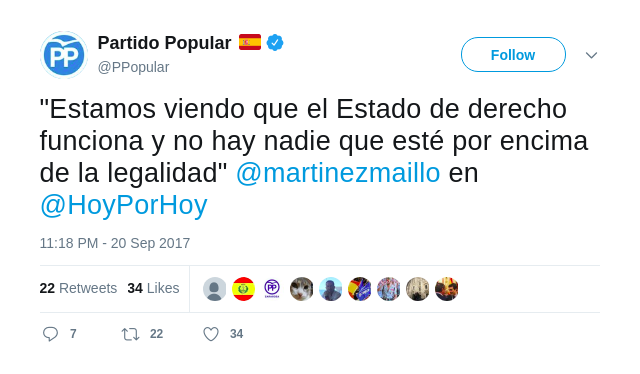 PP
Partido Popular
@PPopular
Follow
"Estamos viendo que el Estado de derecho
funciona y no hay nadie que esté por encima
de la legalidad" @martinezmaillo en
@HoyPorHoy
11:18 PM - 20 Sep 2017
22 Retweets 34 Likes
PP
7 22 34